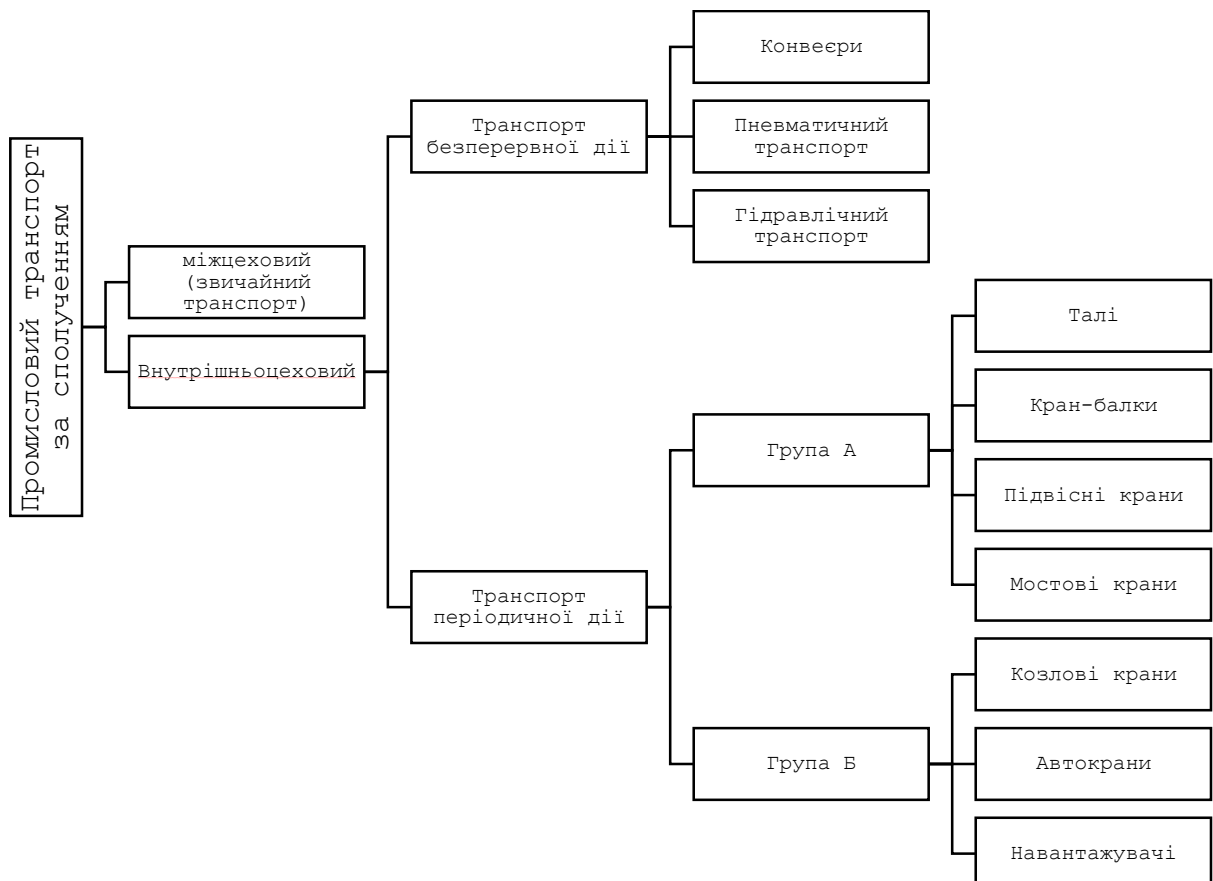 Промисловий транспорт
за сполученням
міжцеховий
(звичайний
транспорт)
Внутрішньоцеховий
Транспорт
безперервної дії
Конвеєри
Пневматичний
транспорт
Гідравлічний
транспорт
Транспорт
періодичної дії
Група А
Талі
Кран-балки
Підвісні крани
Мостові крани
Група Б
Козлові крани
Автокрани
Навантажувачі